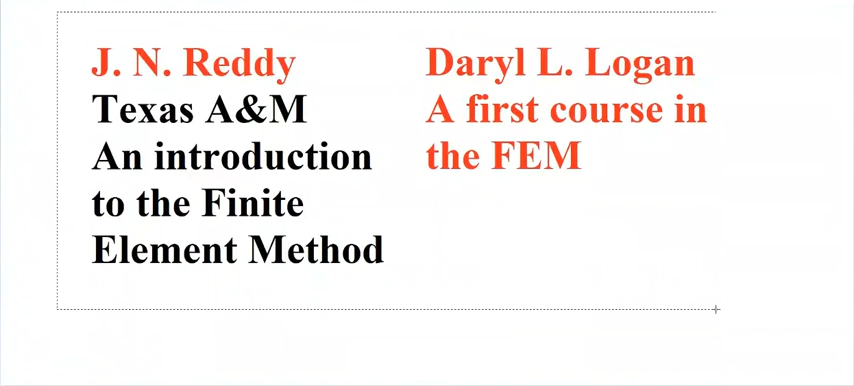 J. N. Reddy
Texas A&M
An introduction
to the Finite
Element Method
Daryl L. Logan
A first course in
the FEM